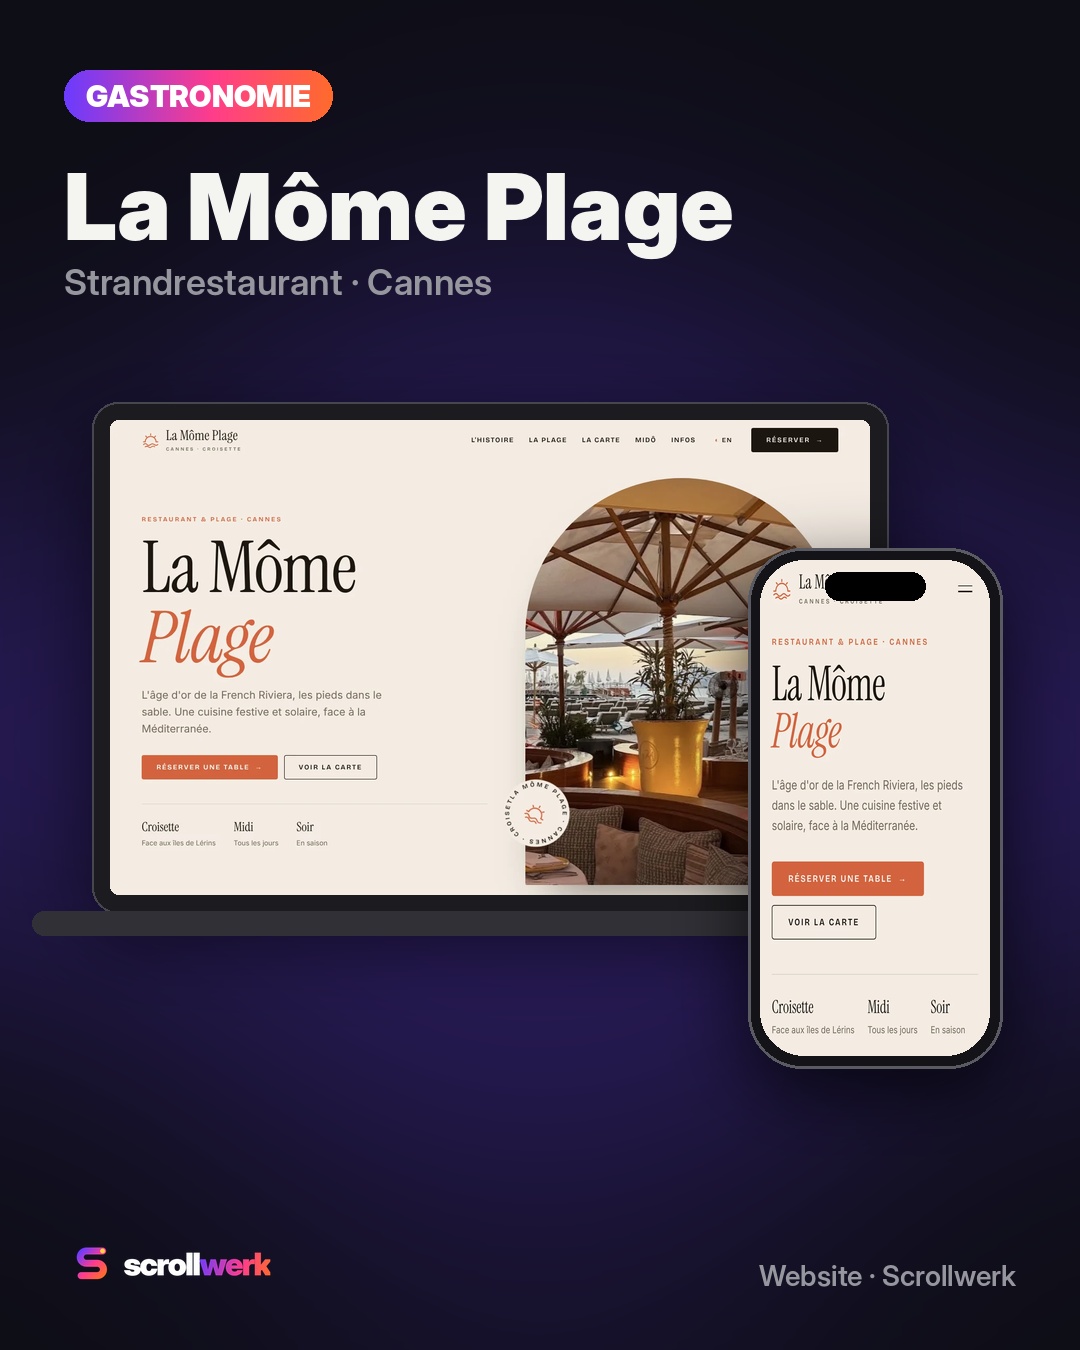 GASTRONOMIE
La Môme Plage
Strandrestaurant · Cannes
La Môme Plage
CANNES · CROISETTE
L'HISTOIRE LA PLAGE LA CARTE MIDÔ INFOS EN RÉSERVER →
RESTAURANT & PLAGE · CANNES
La Môme
Plage
L'âge d'or de la French Riviera, les pieds dans le
sable. Une cuisine festive et solaire, face à la
Méditerranée.
RÉSERVER UNE TABLE → VOIR LA CARTE
Croisette Midi Soir
Face aux îles de Lérins Tous les jours En saison
LA MÔME PLAGE · CANNES · CROISET
La
CANNES
RESTAURANT & PLAGE · CANNES
La Môme
Plage
L'âge d'or de la French Riviera, les pieds
dans le sable. Une cuisine festive et
solaire, face à la Méditerranée.
RÉSERVER UNE TABLE →
VOIR LA CARTE
Croisette Midi Soir
Face aux îles de Lérins Tous les jours En saison
scrollwerk
Website · Scrollwerk